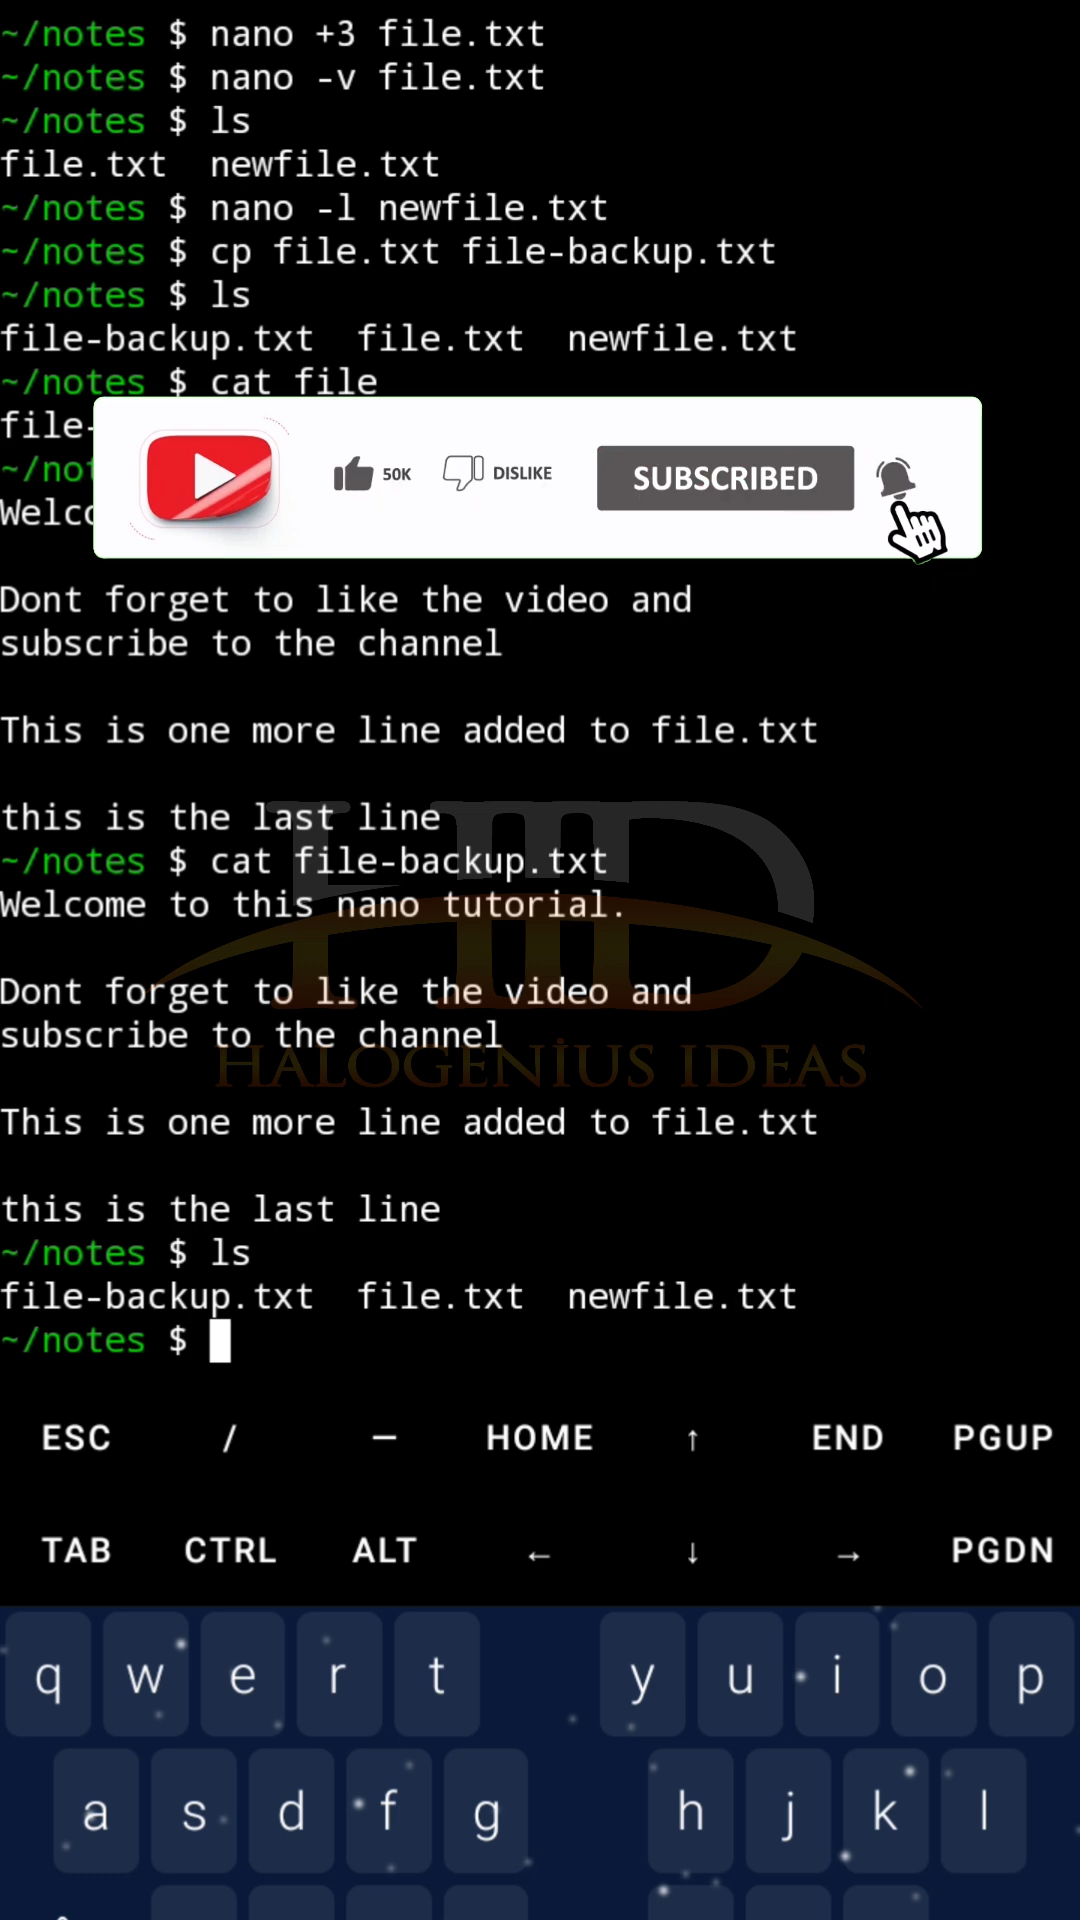 ~/notes $ nano +3 file.txt
~/notes $ nano -v file.txt
~/notes $ ls
file.txt  newfile.txt
~/notes $ nano -l newfile.txt
~/notes $ cp file.txt file-backup.txt
~/notes $ ls
file-backup.txt  file.txt  newfile.txt
~/notes $ cat file
file-
50K DISLIKE SUBSCRIBED
Dont forget to like the video and
subscribe to the channel
This is one more line added to file.txt
this is the last line
~/notes $ cat file-backup.txt
Welcome to this nano tutorial.
Dont forget to like the video and
subscribe to the channel
HALOGENİUS IDEAS
This is one more line added to file.txt
this is the last line
~/notes $ ls
file-backup.txt  file.txt  newfile.txt
~/notes $
ESC / — HOME ↑ END PGUP
TAB CTRL ALT ← ↓ → PGDN
q w e r t y u i o p
a s d f g h j k l